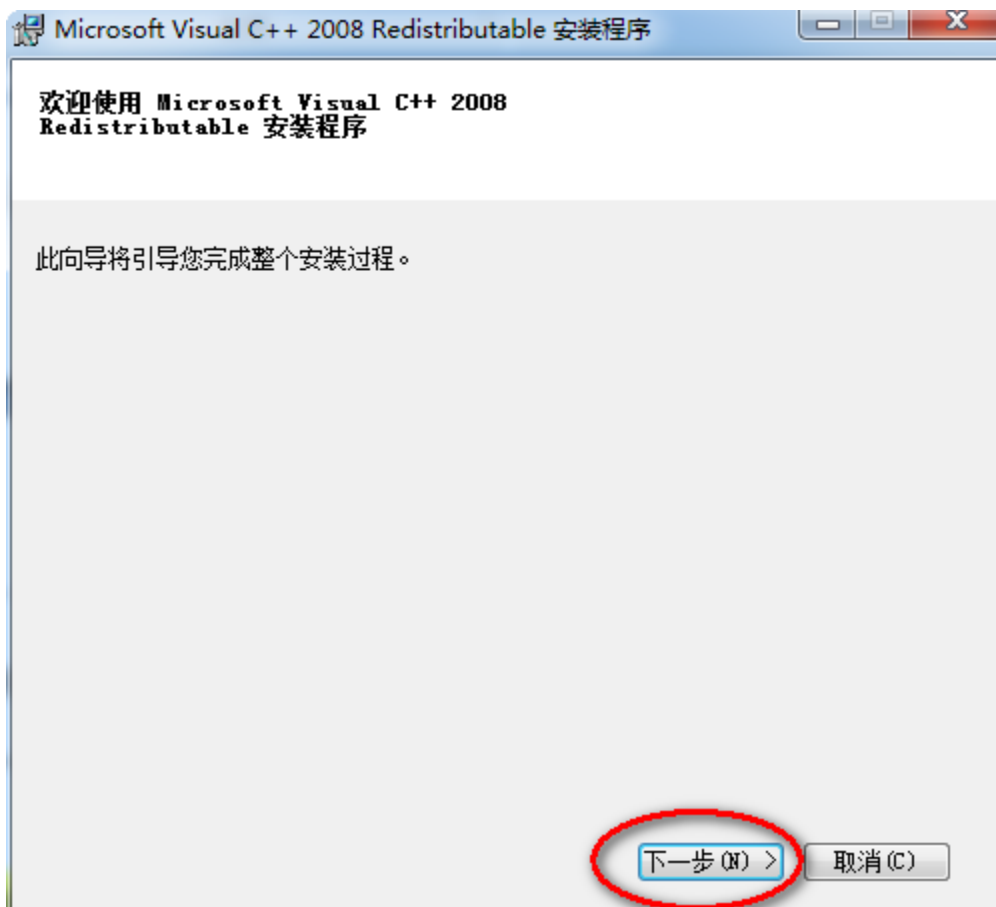 Microsoft Visual C++ 2008 Redistributable 安装程序
欢迎使用 Microsoft Visual C++ 2008
Redistributable 安装程序
此向导将引导您完成整个安装过程。
下一步(N) > 取消(C)